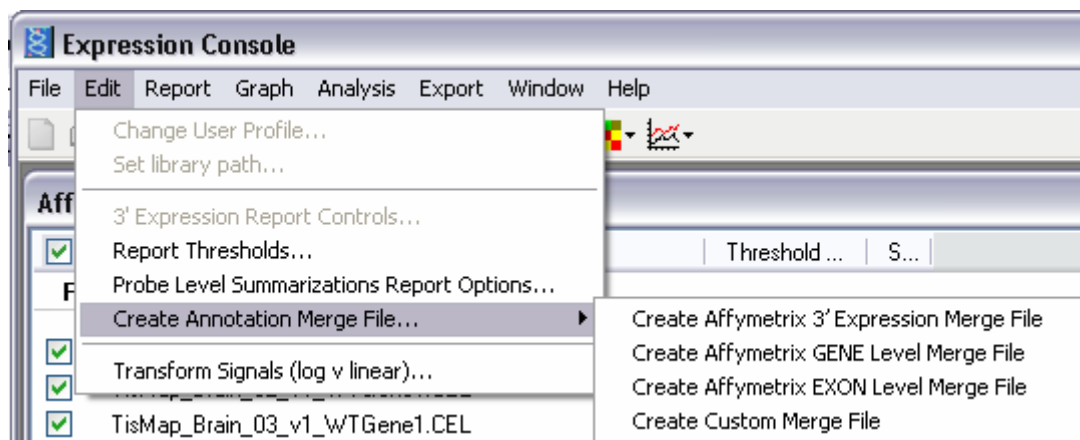 Expression Console
File Edit Report Graph Analysis Export Window Help
Change User Profile...
Set library path...
Aff
3' Expression Report Controls...
Report Thresholds...
Threshold ... S...
Probe Level Summarizations Report Options...
Create Annotation Merge File...
Create Affymetrix 3' Expression Merge File
Create Affymetrix GENE Level Merge File
Transform Signals (log v linear)...
Create Affymetrix EXON Level Merge File
TisMap_Brain_03_v1_WTGene1.CEL
Create Custom Merge File